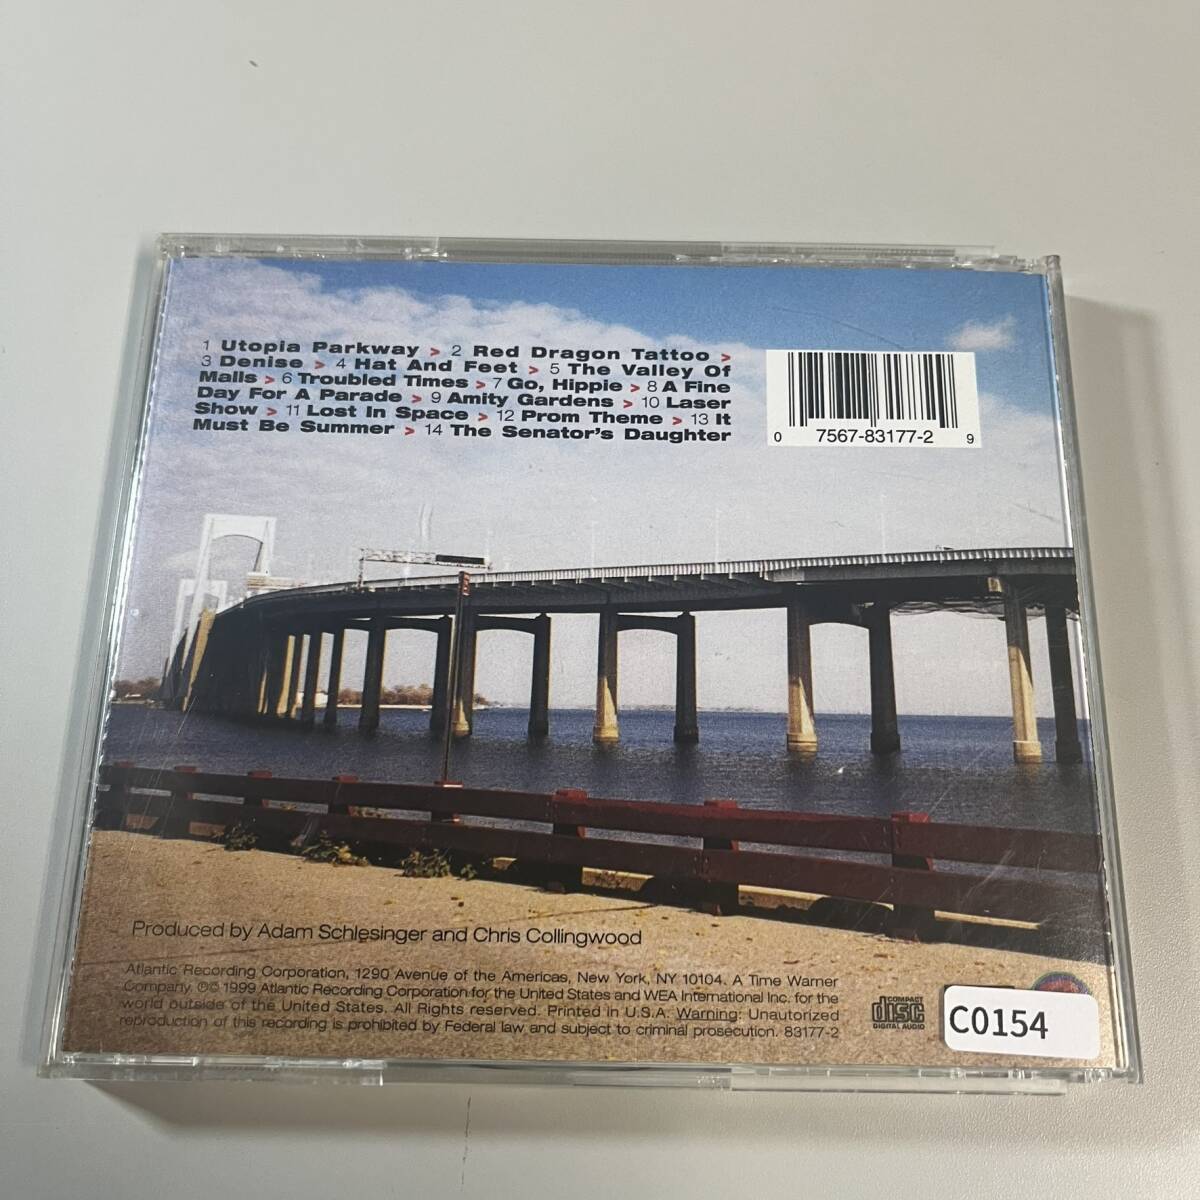 1 Utopia Parkway > 2 Red Dragon Tattoo >
3 Denise > 4 Hat And Feet > 5 The Valley Of
Malls > 6 Troubled Times > 7 Go, Hippie > 8 A Fine
Day For A Parade > 9 Amity Gardens > 10 Laser
Show > 11 Lost In Space > 12 Prom Theme > 13 It
Must Be Summer > 14 The Senator's Daughter
0 7567-83177-2 9
Produced by Adam Schlesinger and Chris Collingwood
Atlantic Recording Corporation, 1290 Avenue of the Americas, New York, NY 10104. A Time Warner
Company. ℗© 1999 Atlantic Recording Corporation for the United States and WEA International Inc. for the
world outside of the United States. All Rights reserved. Printed in U.S.A. Warning: Unautorized
reproduction of this recording is prohibited by Federal law and subject to criminal prosecution. 83177-2
COMPACT
disc
DIGITAL AUDIO
C0154